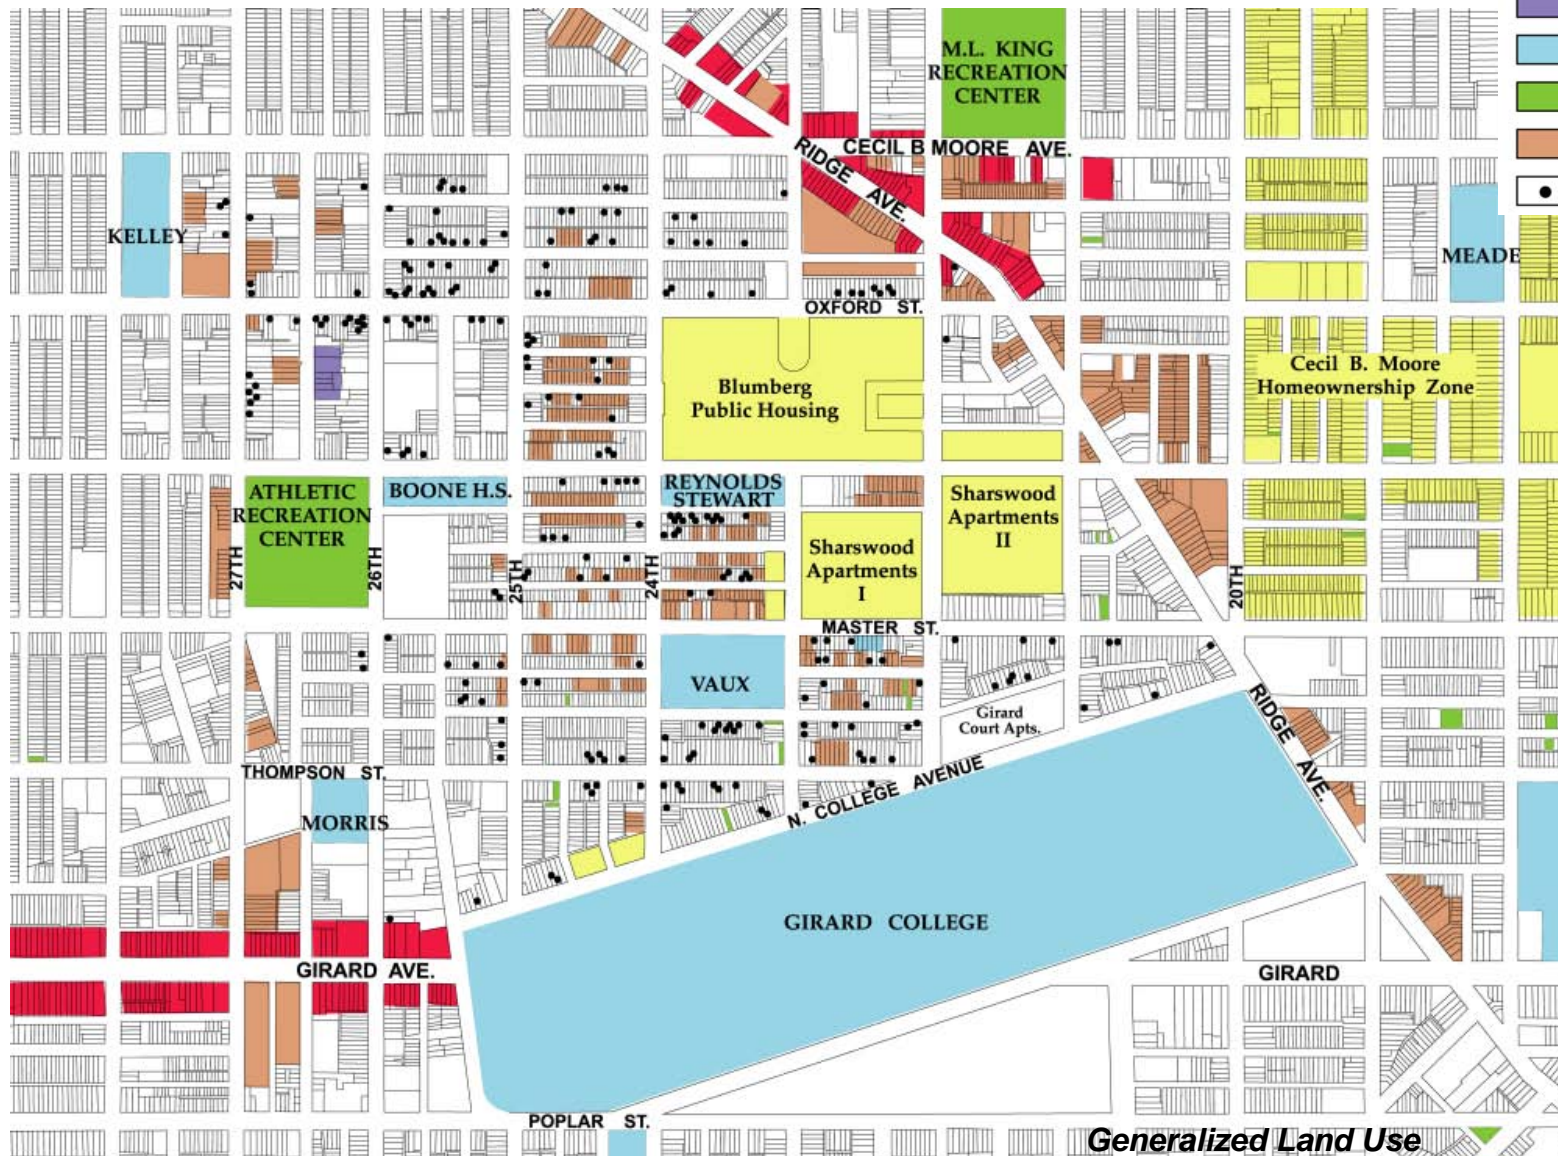 M.L. KING
RECREATION
CENTER
CECIL B MOORE AVE.
RIDGE AVE.
KELLEY
MEADE
OXFORD ST.
Blumberg
Public Housing
Cecil B. Moore
Homeownership Zone
ATHLETIC
RECREATION
CENTER
BOONE H.S.
REYNOLDS
STEWART
Sharswood
Apartments
II
Sharswood
Apartments
I
27TH
26TH
25TH
24TH
20TH
MASTER ST.
VAUX
Girard
Court Apts.
RIDGE AVE.
THOMPSON ST.
N. COLLEGE AVENUE
MORRIS
GIRARD COLLEGE
GIRARD AVE.
GIRARD
POPLAR ST.
Generalized Land Use